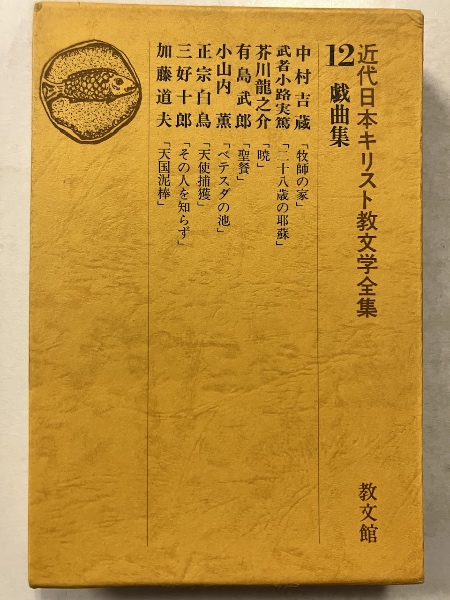 近代日本キリスト教文学全集
12 戯曲集
中村吉蔵「牧師の家」
武者小路実篤「二十八歳の耶蘇」
芥川龍之介「暁」
有島武郎「聖餐」
小山内薫「ベテスダの池」
正宗白鳥「天使捕獲」
三好十郎「その人を知らず」
加藤道夫「天国泥棒」
教文館